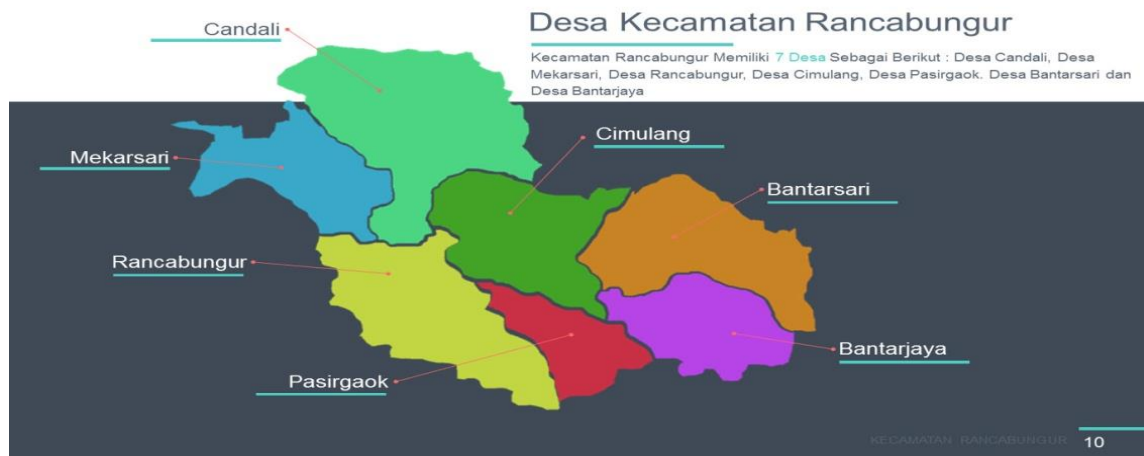 Desa Kecamatan Rancabungur
Kecamatan Rancabungur Memiliki 7 Desa Sebagai Berikut : Desa Candali, Desa
Mekarsari, Desa Rancabungur, Desa Cimulang, Desa Pasirgaok. Desa Bantarsari dan
Desa Bantarjaya
Candali
Cimulang
Mekarsari
Bantarsari
Rancabungur
Bantarjaya
Pasirgaok
KECAMATAN RANCABUNGUR 10